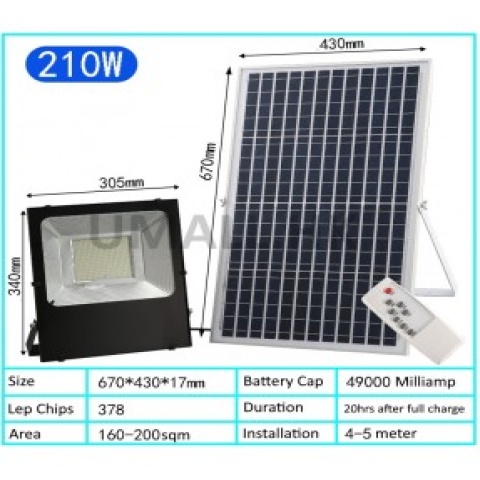 210W
430mm
670mm
305mm
340mm
Size 670*430*17mm Battery Cap 49000 Milliamp
Lep Chips 378 Duration 20hrs after full charge
Area 160-200sqm Installation 4-5 meter